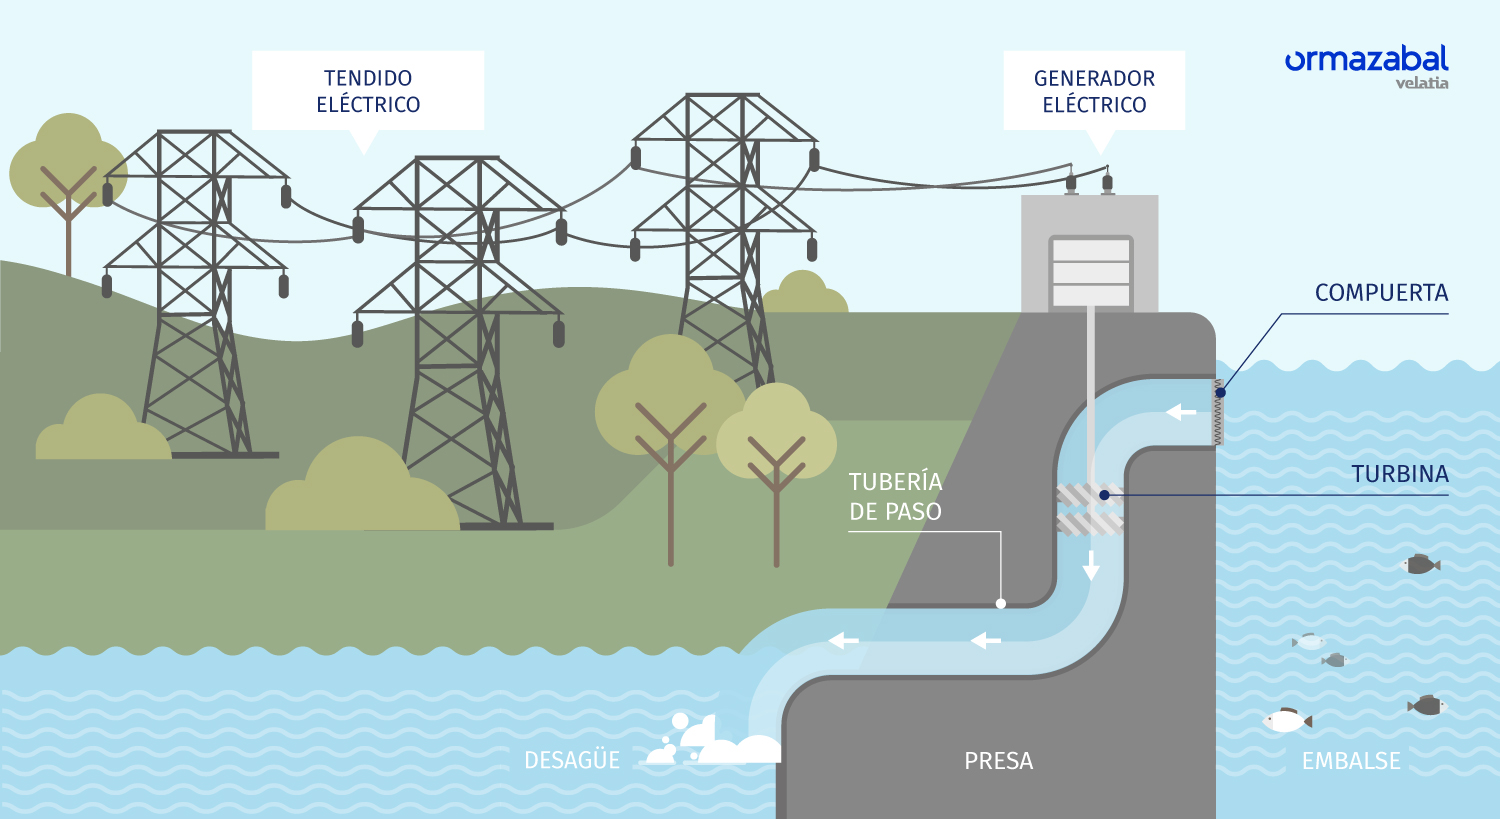 TENDIDO
ELÉCTRICO
GENERADOR
ELÉCTRICO
ormazabal
velatia
COMPUERTA
TURBINA
TUBERÍA
DE PASO
DESAGÜE
PRESA
EMBALSE